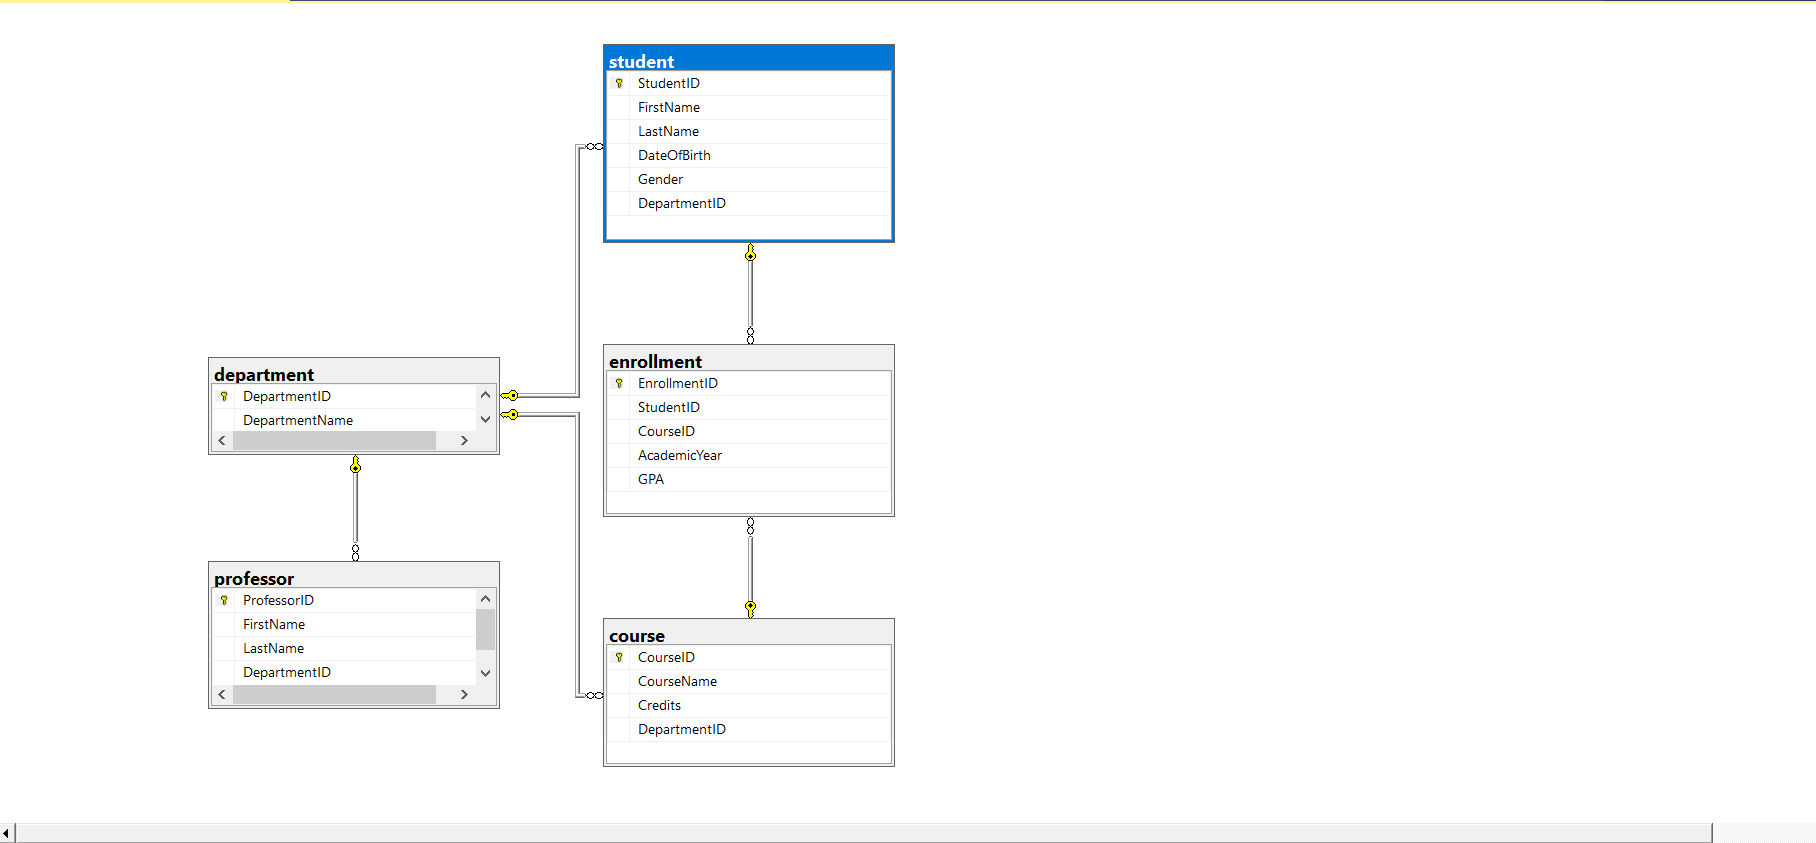 student
StudentID
FirstName
LastName
DateOfBirth
Gender
DepartmentID
department
DepartmentID
DepartmentName
enrollment
EnrollmentID
StudentID
CourseID
AcademicYear
GPA
professor
ProfessorID
FirstName
LastName
DepartmentID
course
CourseID
CourseName
Credits
DepartmentID